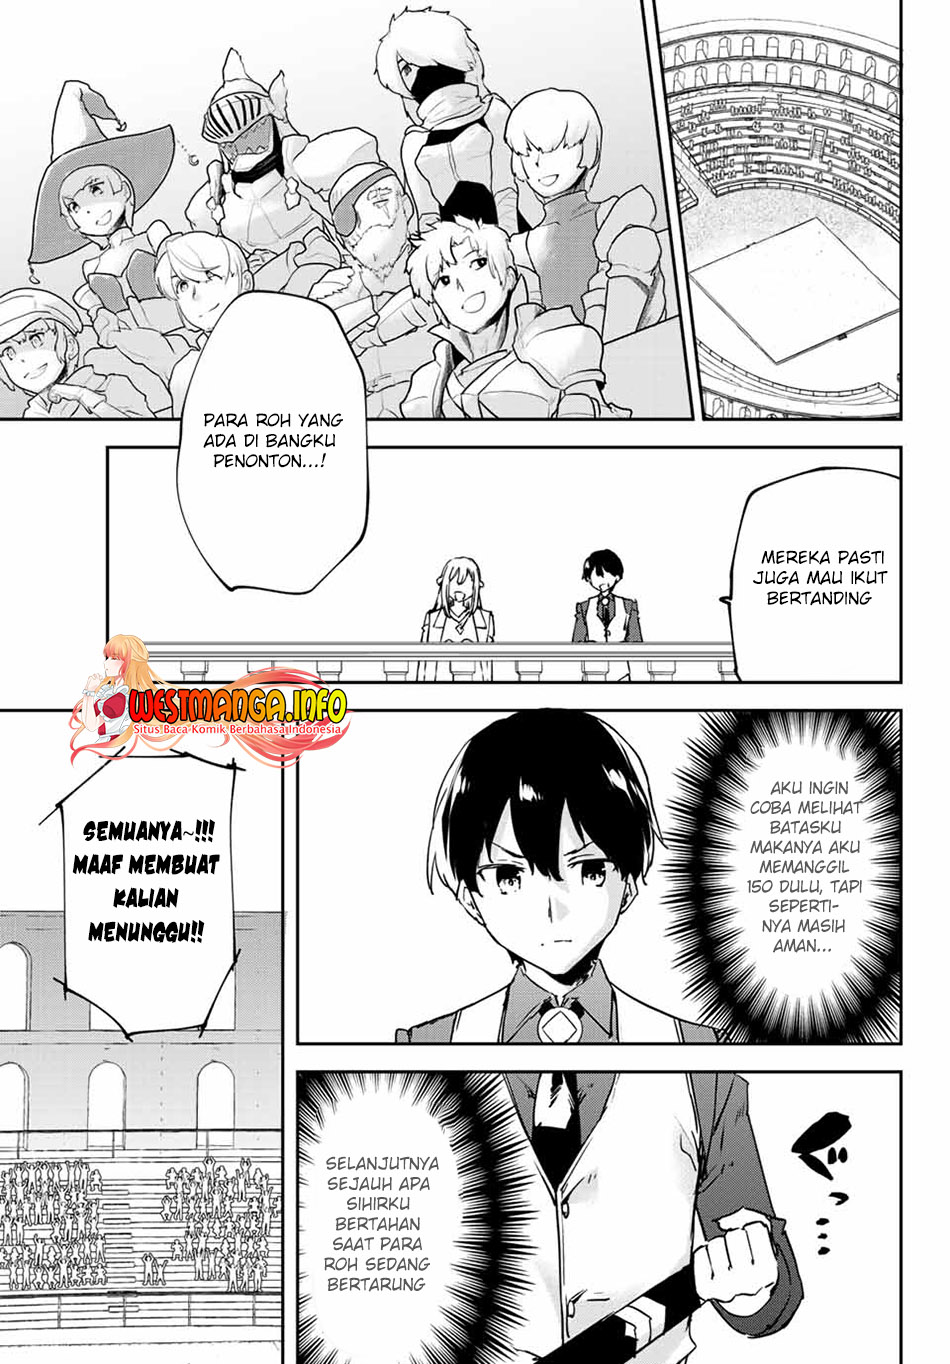 PARA ROH YANG
ADA DI BANGKU
PENONTON...!
MEREKA PASTI
JUGA MAU IKUT
BERTANDING
WESTMANGA.INFO
Situs Baca Komik Berbahasa Indonesia
AKU INGIN
COBA MELIHAT
BATASKU
MAKANYA AKU
MEMANGGIL
150 DULU, TAPI
SEPERTI-
NYA MASIH
AMAN...
SEMUANYA~!!!
MAAF MEMBUAT
KALIAN
MENUNGGU!!
SELANJUTNYA
SEJAUH APA
SIHIRKU
BERTAHAN
SAAT PARA
ROH SEDANG
BERTARUNG